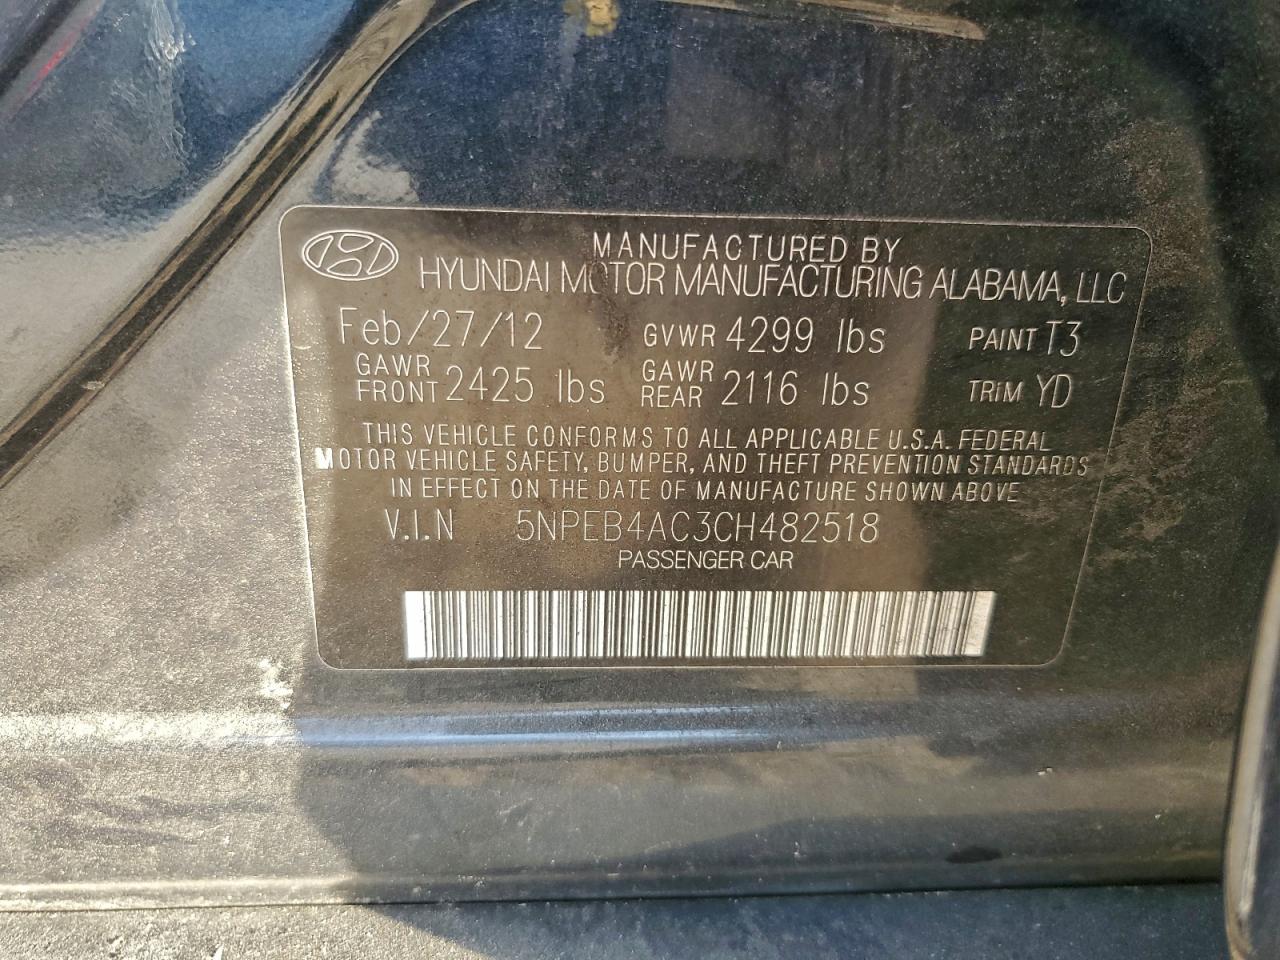 MANUFACTURED BY
HYUNDAI MOTOR MANUFACTURING ALABAMA, LLC
Feb/27/12 GVWR 4299 lbs PAINT T3
GAWR FRONT 2425 lbs GAWR REAR 2116 lbs TRIM YD
THIS VEHICLE CONFORMS TO ALL APPLICABLE U.S.A. FEDERAL
MOTOR VEHICLE SAFETY, BUMPER, AND THEFT PREVENTION STANDARDS
IN EFFECT ON THE DATE OF MANUFACTURE SHOWN ABOVE
V.I.N 5NPEB4AC3CH482518
PASSENGER CAR